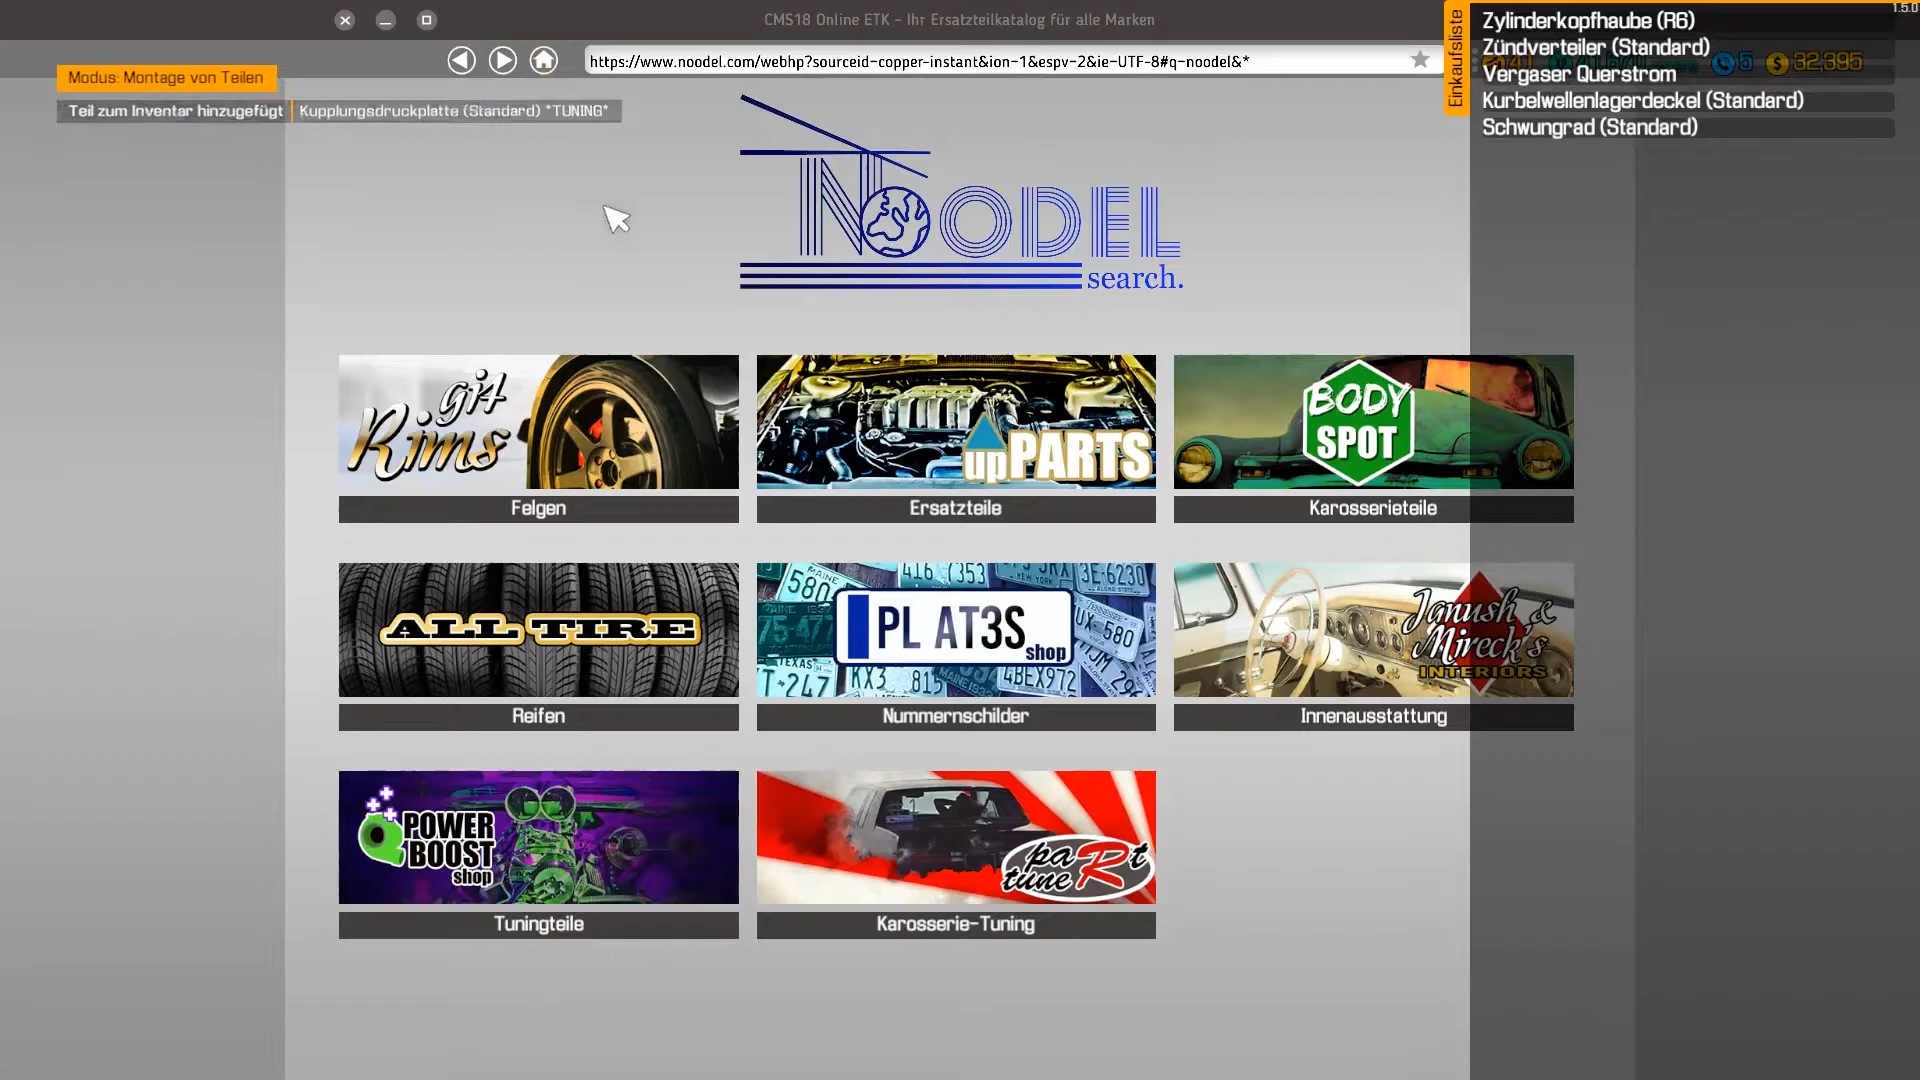 CMS18 Online ETK - Ihr Ersatzteilkatalog für alle Marken
1.5.0
https://www.noodel.com/webhp?sourceid-copper-instant&ion-1&espv-2&ie-UTF-8#q-noodel&*
Modus: Montage von Teilen
Teil zum Inventar hinzugefügt
Kupplungsdruckplatte (Standard) *TUNING*
Einkaufsliste
Zylinderkopfhaube (R6)
Zündverteiler (Standard)
5
32,395
Vergaser Querstrom
Kurbelwellenlagerdeckel (Standard)
Schwungrad (Standard)
NOODEL
search.
git Rims
Felgen
upPARTS
Ersatzteile
BODY SPOT
Karosserieteile
ALL TIRE
Reifen
PL AT3S
shop
Nummernschilder
Janush & Mireck's
INTERIORS
Innenausstattung
POWER
BOOST
shop
Tuningteile
paRt
tune
Karosserie-Tuning